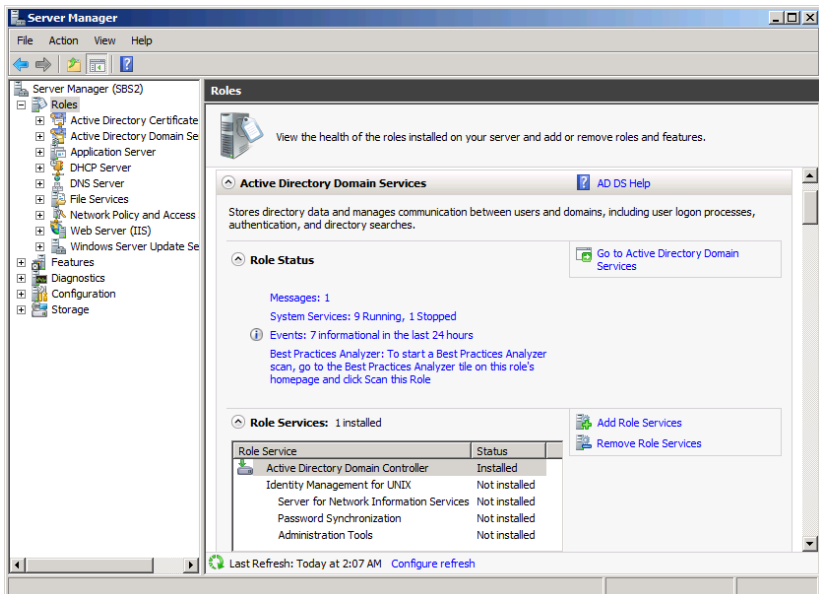 Server Manager
File Action View Help
Server Manager (SBS2)
Roles
Active Directory Certificate
Active Directory Domain Se
Application Server
DHCP Server
DNS Server
File Services
Network Policy and Access
Web Server (IIS)
Windows Server Update Se
Features
Diagnostics
Configuration
Storage
Roles
View the health of the roles installed on your server and add or remove roles and features.
Active Directory Domain Services
AD DS Help
Stores directory data and manages communication between users and domains, including user logon processes,
authentication, and directory searches.
Role Status
Go to Active Directory Domain
Services
Messages: 1
System Services: 9 Running, 1 Stopped
Events: 7 informational in the last 24 hours
Best Practices Analyzer: To start a Best Practices Analyzer
scan, go to the Best Practices Analyzer tile on this role's
homepage and click Scan this Role
Role Services: 1 installed
Add Role Services
Remove Role Services
Role Service Status
Active Directory Domain Controller Installed
Identity Management for UNIX Not installed
Server for Network Information Services Not installed
Password Synchronization Not installed
Administration Tools Not installed
Last Refresh: Today at 2:07 AM Configure refresh